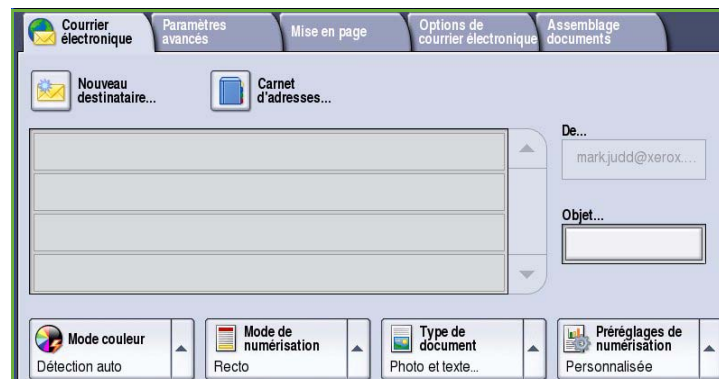 Courrier
électronique
Paramètres
avancés
Mise en page
Options de
courrier électronique
Assemblage
documents
Nouveau
destinataire...
Carnet
d'adresses...
De...
mark.judd@xerox....
Objet...
Mode couleur
Détection auto
Mode de
numérisation
Recto
Type de
document
Photo et texte...
Préréglages de
numérisation
Personnalisée